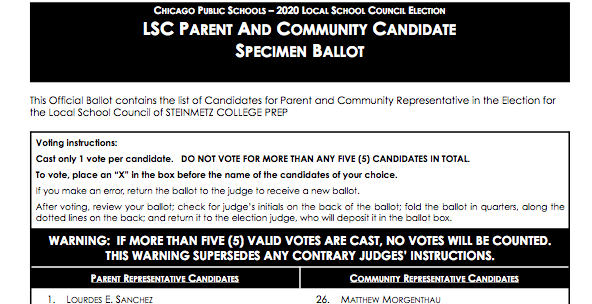 CHICAGO PUBLIC SCHOOLS – 2020 LOCAL SCHOOL COUNCIL ELECTION
LSC PARENT AND COMMUNITY CANDIDATE
SPECIMEN BALLOT
This Official Ballot contains the list of Candidates for Parent and Community Representative in the Election for
the Local School Council of STEINMETZ COLLEGE PREP
Voting instructions:
Cast only 1 vote per candidate. DO NOT VOTE FOR MORE THAN ANY FIVE (5) CANDIDATES IN TOTAL.
To vote, place an “X” in the box before the name of the candidates of your choice.
If you make an error, return the ballot to the judge to receive a new ballot.
After voting, review your ballot; check for judge’s initials on the back of the ballot; fold the ballot in quarters, along the
dotted lines on the back; and return it to the election judge, who will deposit it in the ballot box.
WARNING: IF MORE THAN FIVE (5) VALID VOTES ARE CAST, NO VOTES WILL BE COUNTED.
THIS WARNING SUPERSEDES ANY CONTRARY JUDGES’ INSTRUCTIONS.
PARENT REPRESENTATIVE CANDIDATES COMMUNITY REPRESENTATIVE CANDIDATES
1. LOURDES E. SANCHEZ 26. MATTHEW MORGENTHAU